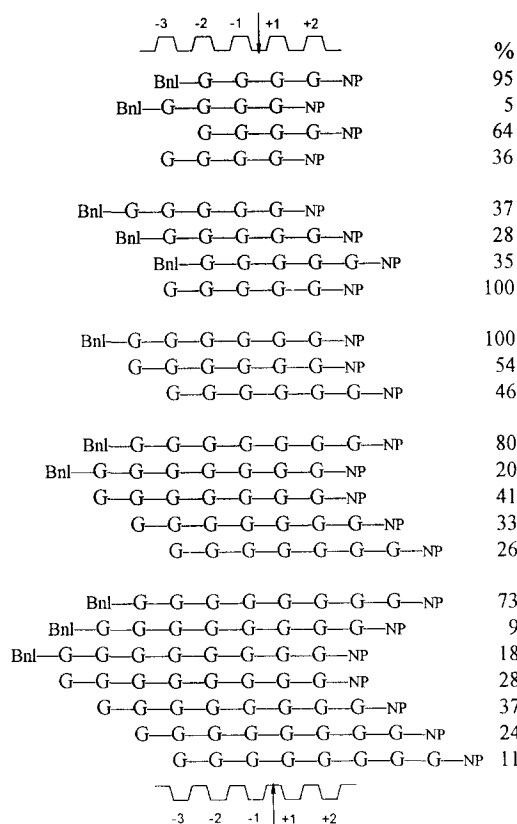 -3 -2 -1 +1 +2
%
Bnl—G—G—G—G—NP 95
Bnl—G—G—G—G—NP 5
G—G—G—G—NP 64
G—G—G—G—NP 36
Bnl—G—G—G—G—G—NP 37
Bnl—G—G—G—G—G—NP 28
Bnl—G—G—G—G—G—NP 35
G—G—G—G—G—NP 100
Bnl—G—G—G—G—G—G—NP 100
G—G—G—G—G—G—NP 54
G—G—G—G—G—G—NP 46
Bnl—G—G—G—G—G—G—G—NP 80
Bnl—G—G—G—G—G—G—G—NP 20
G—G—G—G—G—G—G—NP 41
G—G—G—G—G—G—G—NP 33
G—G—G—G—G—G—G—NP 26
Bnl—G—G—G—G—G—G—G—G—NP 73
Bnl—G—G—G—G—G—G—G—G—NP 9
Bnl—G—G—G—G—G—G—G—G—NP 18
G—G—G—G—G—G—G—G—NP 28
G—G—G—G—G—G—G—G—NP 37
G—G—G—G—G—G—G—G—NP 24
G—G—G—G—G—G—G—G—NP 11
-3 -2 -1 +1 +2